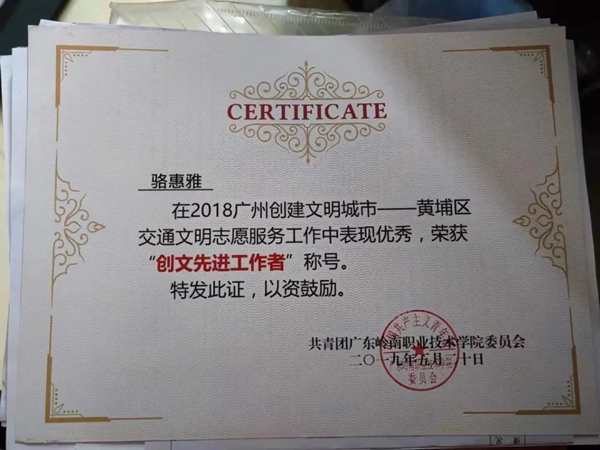 CERTIFICATE
骆惠雅
在2018广州创建文明城市——黄埔区
交通文明志愿服务工作中表现优秀，荣获
“创文先进工作者”称号。
特发此证，以资鼓励。
共青团广东岭南职业技术学院委员会
二〇一九年五月二十日
委员会